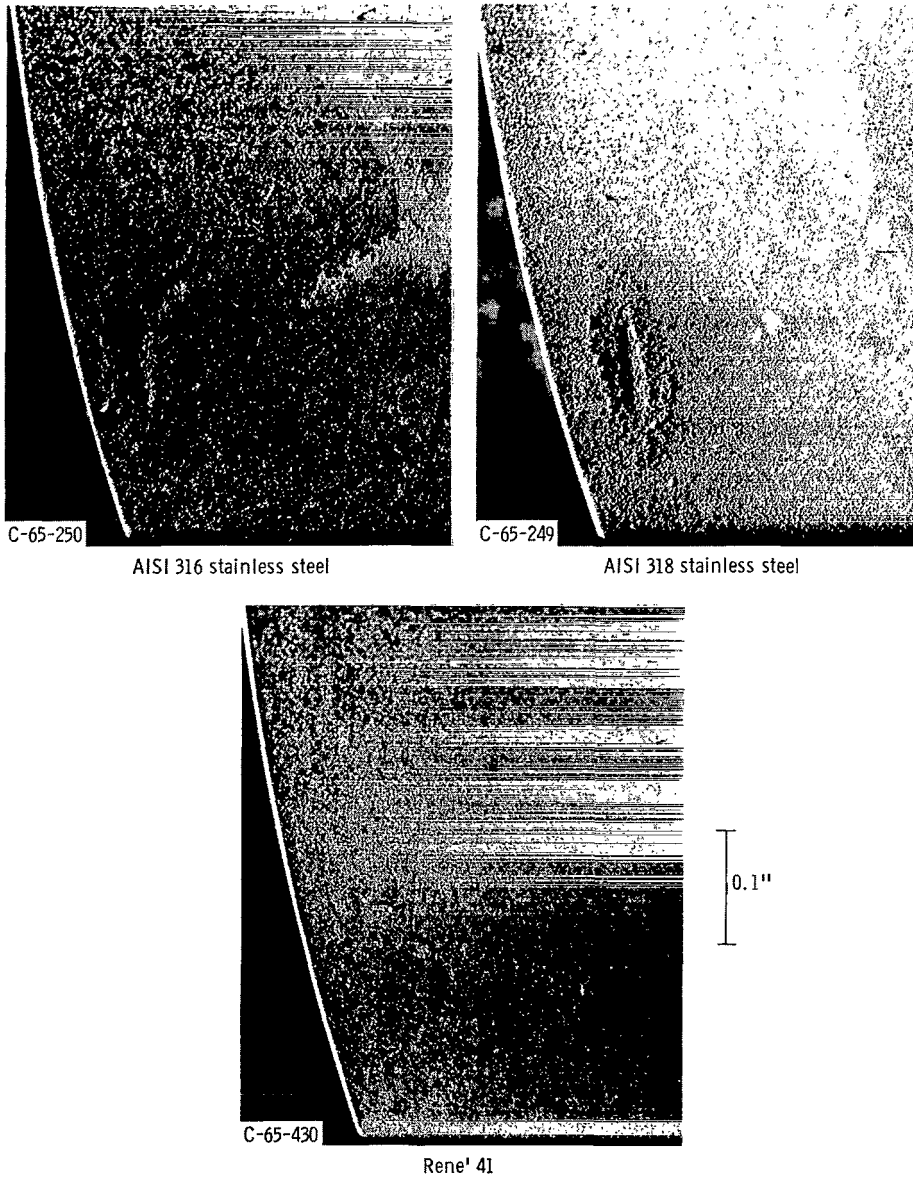 C-65-250
AISI 316 stainless steel
C-65-249
AISI 318 stainless steel
0.1"
C-65-430
Rene' 41